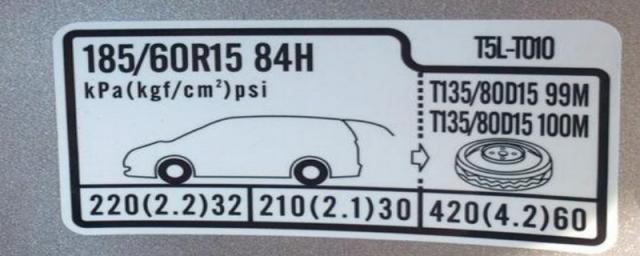 185/60R15 84H
kPa(kgf/cm²)psi
T5L-T010
T135/80D15 99M
T135/80D15 100M
220(2.2)32
210(2.1)30
420(4.2)60